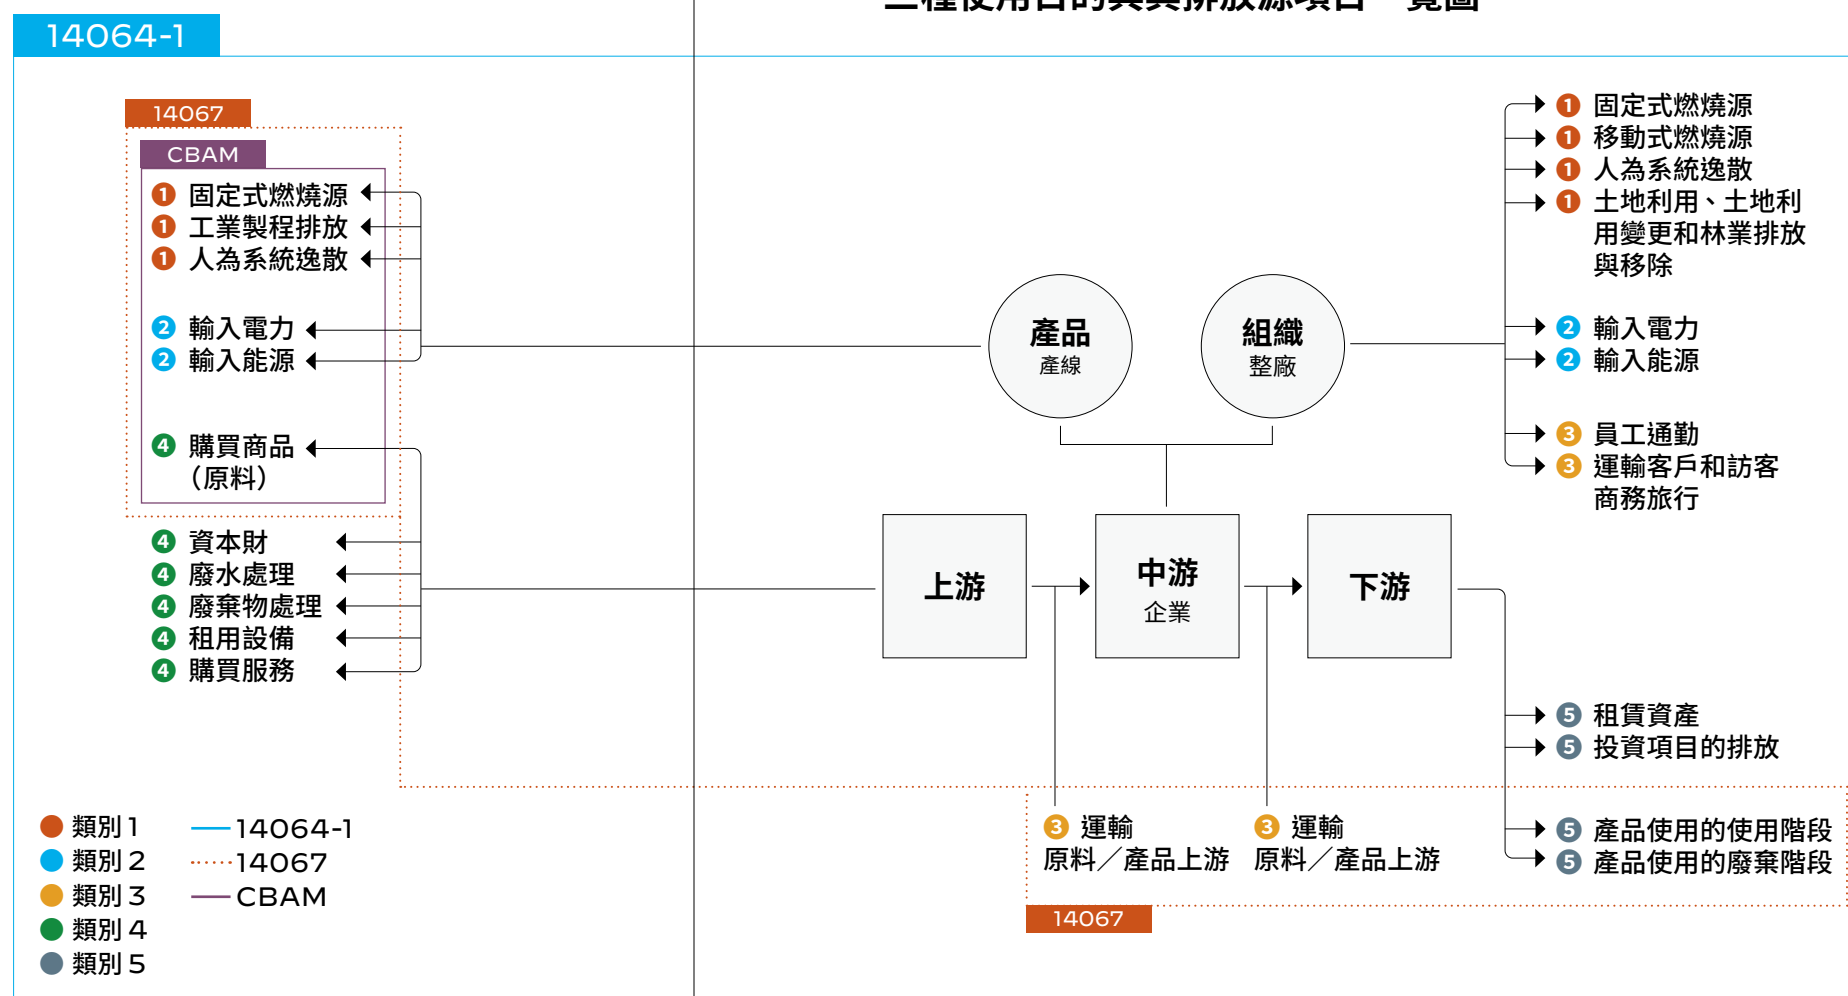 14064-1
14067
CBAM
1 固定式燃燒源
1 工業製程排放
1 人為系統逸散
2 輸入電力
2 輸入能源
4 購買商品
（原料）
4 資本財
4 廢水處理
4 廢棄物處理
4 租用設備
4 購買服務
產品
產線
組織
整廠
上游
中游
企業
下游
1 固定式燃燒源
1 移動式燃燒源
1 人為系統逸散
1 土地利用、土地利
用變更和林業排放
與移除
2 輸入電力
2 輸入能源
3 員工通勤
3 運輸客戶和訪客
商務旅行
5 租賃資產
5 投資項目的排放
3 運輸
原料／產品上游
3 運輸
原料／產品上游
5 產品使用的使用階段
5 產品使用的廢棄階段
14067
類別 1
類別 2
類別 3
類別 4
類別 5
14064-1
14067
CBAM